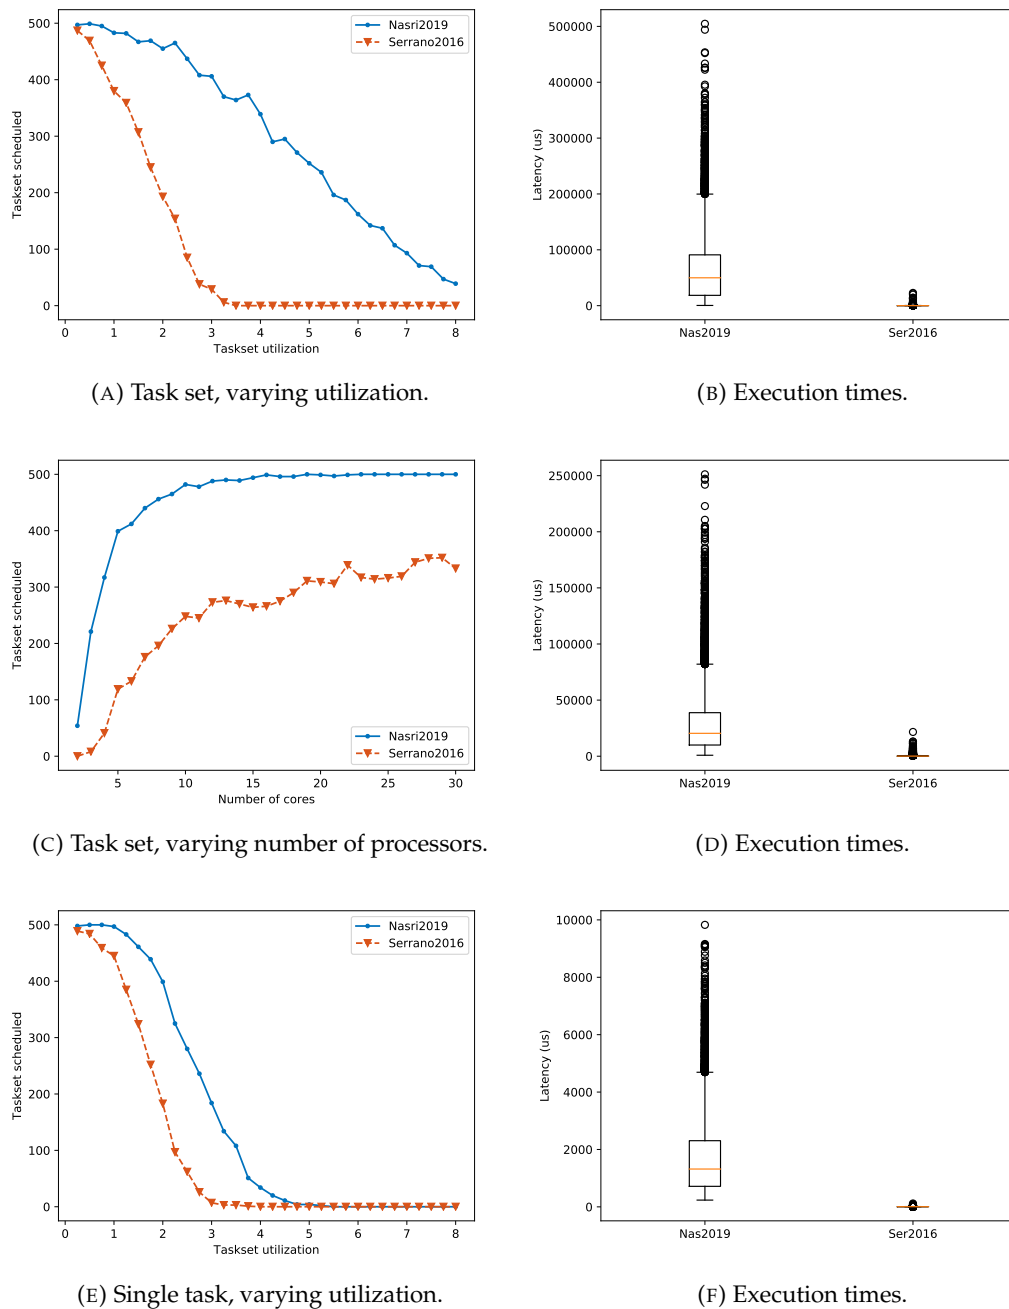 500
400
300
200
100
0
Taskset scheduled
Nasri2019
Serrano2016
0 1 2 3 4 5 6 7 8
Taskset utilization
(A) Task set, varying utilization.
500000
400000
300000
200000
100000
0
Latency (us)
Nas2019 Ser2016
(B) Execution times.
500
400
300
200
100
0
Taskset scheduled
Nasri2019
Serrano2016
5 10 15 20 25 30
Number of cores
(C) Task set, varying number of processors.
250000
200000
150000
100000
50000
0
Latency (us)
Nas2019 Ser2016
(D) Execution times.
500
400
300
200
100
0
Taskset scheduled
Nasri2019
Serrano2016
0 1 2 3 4 5 6 7 8
Taskset utilization
(E) Single task, varying utilization.
10000
8000
6000
4000
2000
0
Latency (us)
Nas2019 Ser2016
(F) Execution times.